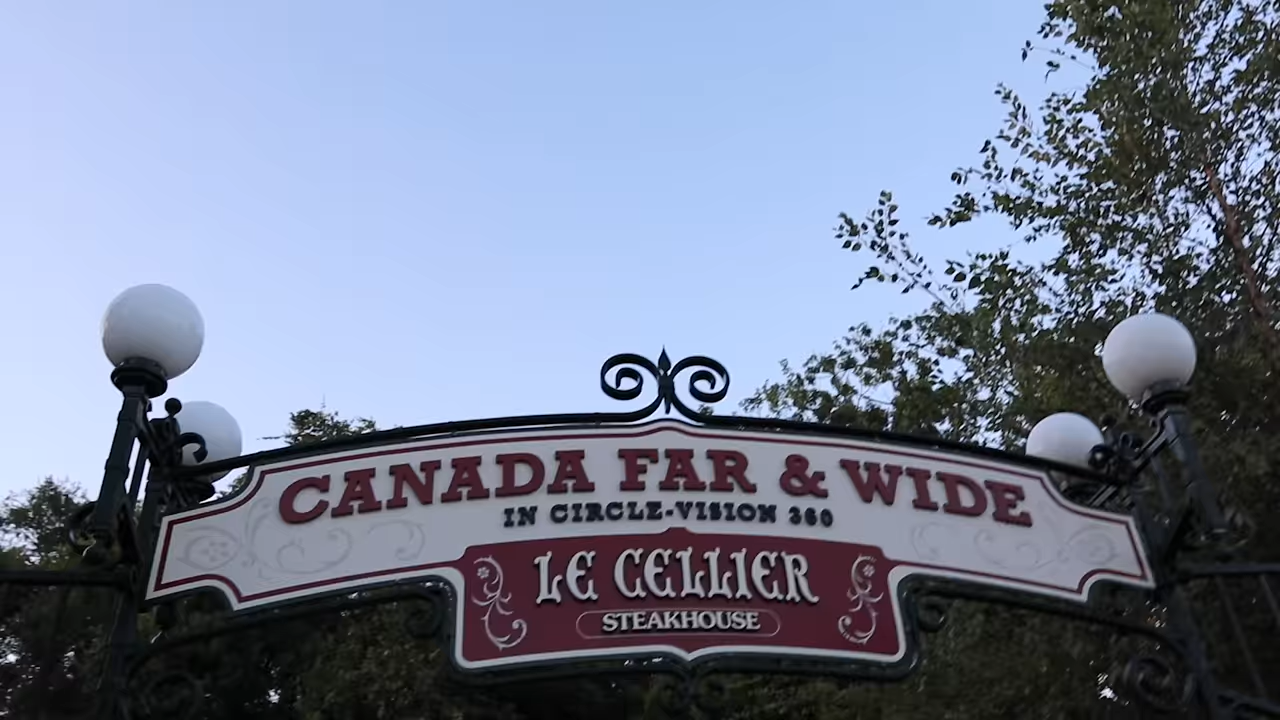 CANADA FAR & WIDE
IN CIRCLE-VISION 360
LE CELLIER
STEAKHOUSE